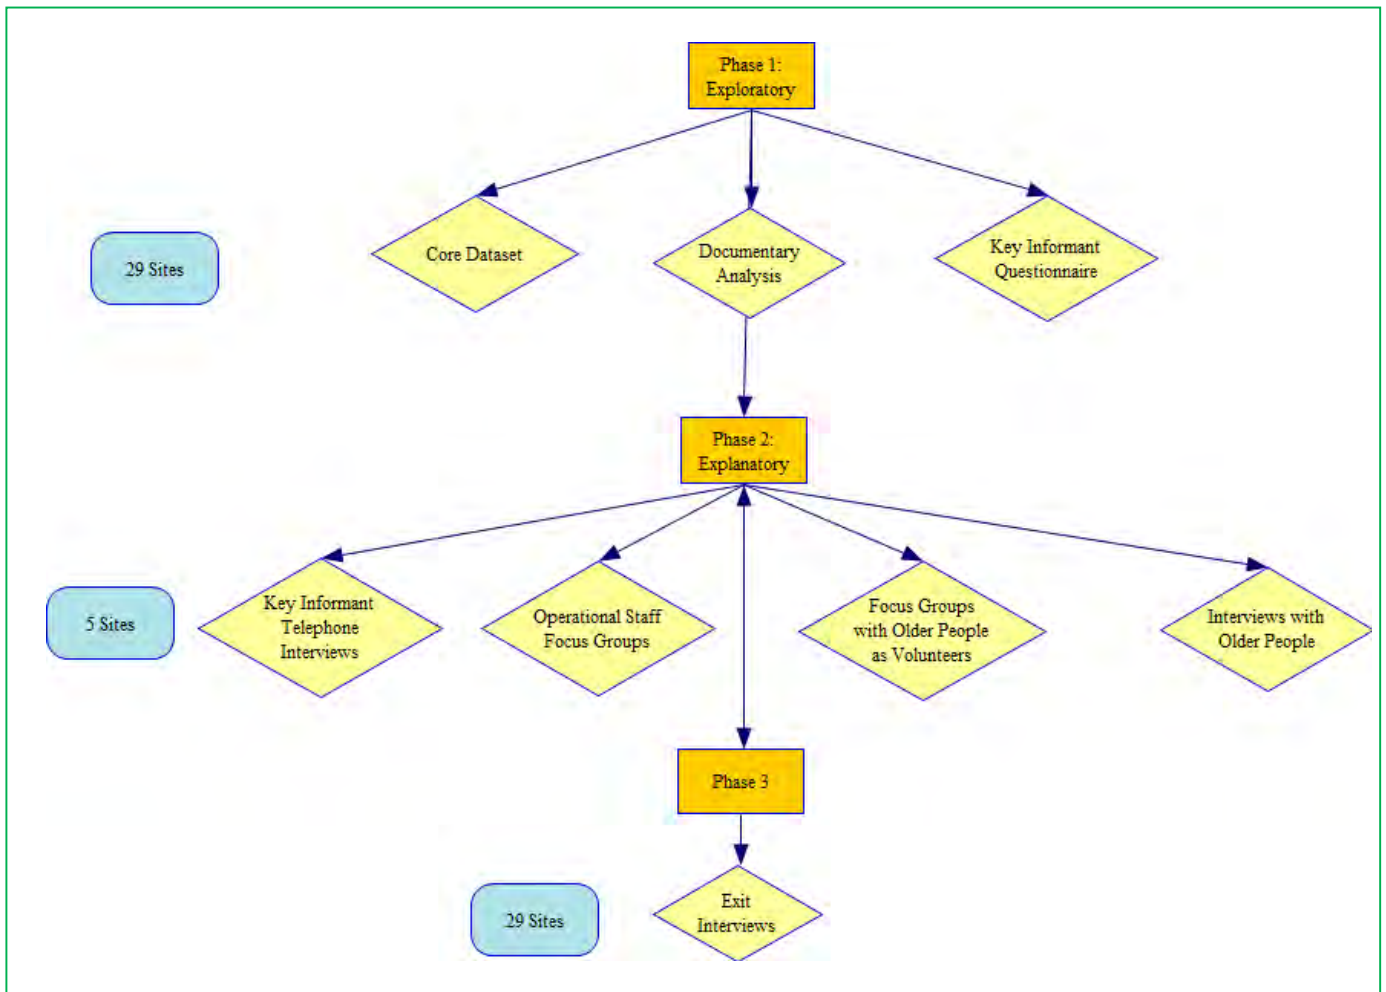 Phase 1:
Exploratory
29 Sites
Core Dataset
Documentary
Analysis
Key Informant
Questionnaire
Phase 2:
Explanatory
5 Sites
Key Informant
Telephone
Interviews
Operational Staff
Focus Groups
Focus Groups
with Older People
as Volunteers
Interviews with
Older People
Phase 3
29 Sites
Exit
Interviews